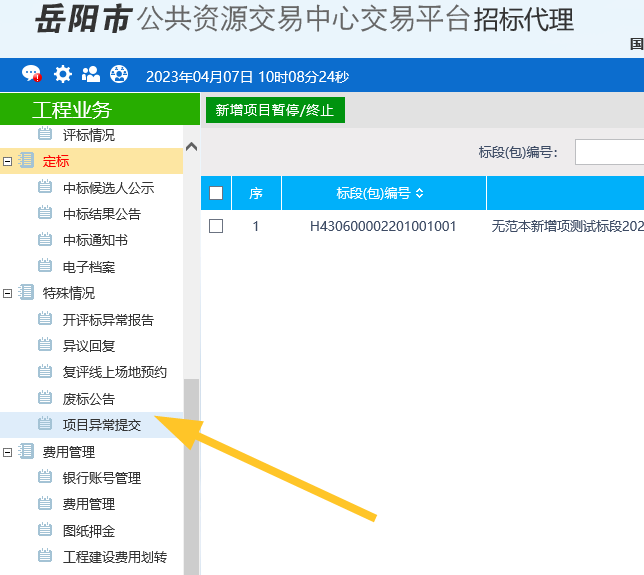 岳阳市公共资源交易中心交易平台招标代理
国
2023年04月07日 10时08分24秒
工程业务
评标情况
定标
中标候选人公示
中标结果公告
中标通知书
电子档案
特殊情况
开评标异常报告
异议回复
复评线上场地预约
废标公告
项目异常提交
费用管理
银行账号管理
费用管理
图纸押金
工程建设费用划转
新增项目暂停/终止
标段(包)编号：
序 标段(包)编号
1 H430600002201001001 无范本新增项测试标段202